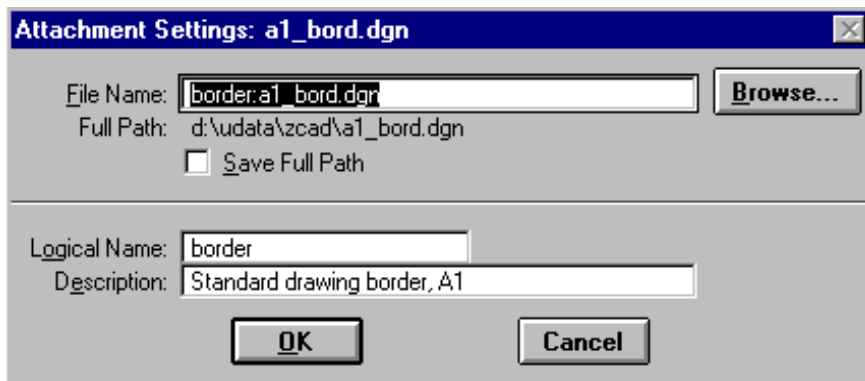 Attachment Settings: a1_bord.dgn
File Name: border:a1_bord.dgn Browse...
Full Path: d:\udata\zcad\a1_bord.dgn
Save Full Path
Logical Name: border
Description: Standard drawing border, A1
OK Cancel